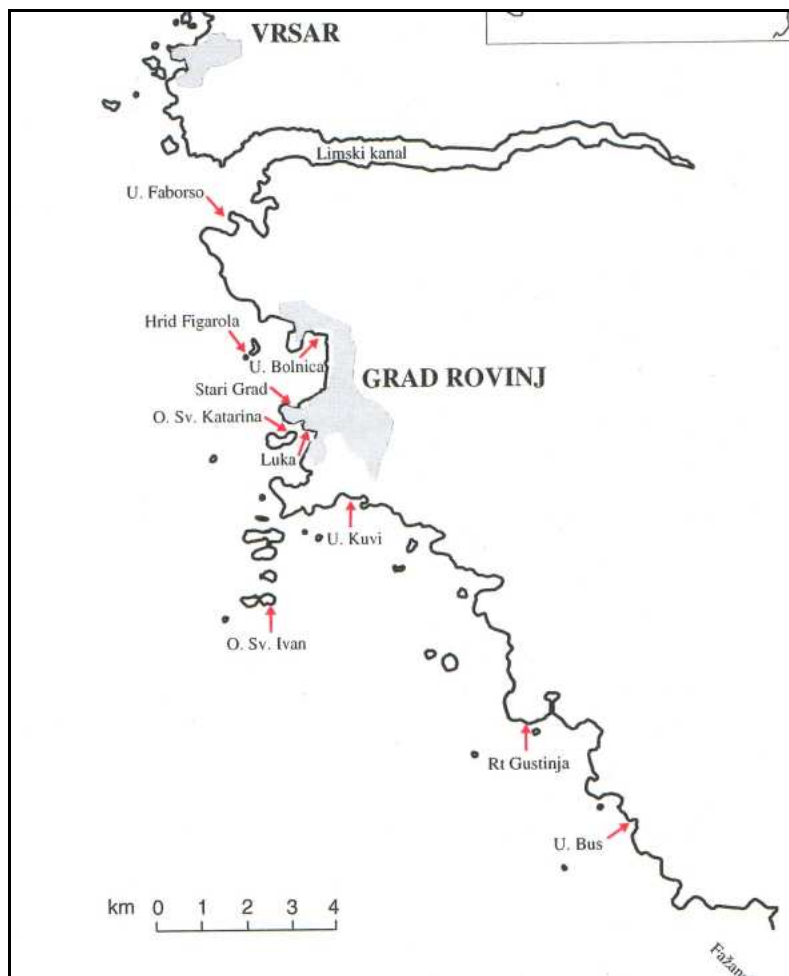 VRSAR
Limski kanal
U. Faborso
Hrid Figarola
U. Bolnica
GRAD ROVINJ
Stari Grad
O. Sv. Katarina
Luka
U. Kuvi
O. Sv. Ivan
Rt Gustinja
U. Bus
km 0 1 2 3 4